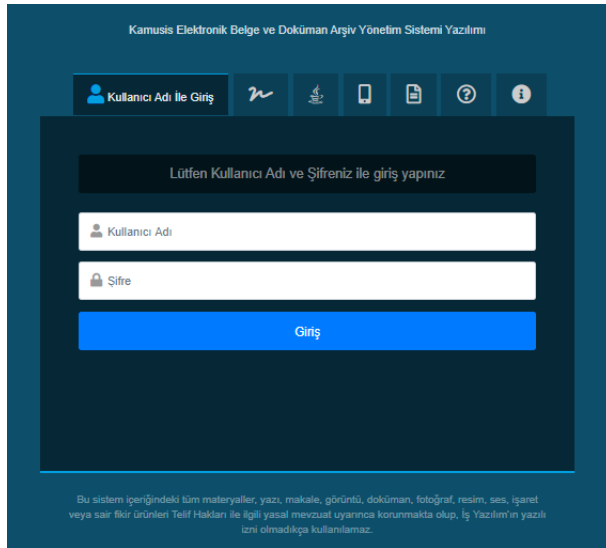 Kamusis Elektronik Belge ve Doküman Arşiv Yönetim Sistemi Yazılımı
Kullanıcı Adı İle Giriş
Lütfen Kullanıcı Adı ve Şifreniz ile giriş yapınız
Kullanıcı Adı
Şifre
Giriş
Bu sistem içeriğindeki tüm materyaller, yazı, makale, görüntü, doküman, fotoğraf, resim, ses, işaret
veya sair fikir ürünleri Telif Hakları ile ilgili yasal mevzuat uyarınca korunmakta olup, İş Yazılım'ın yazılı
izni olmadıkça kullanılamaz.